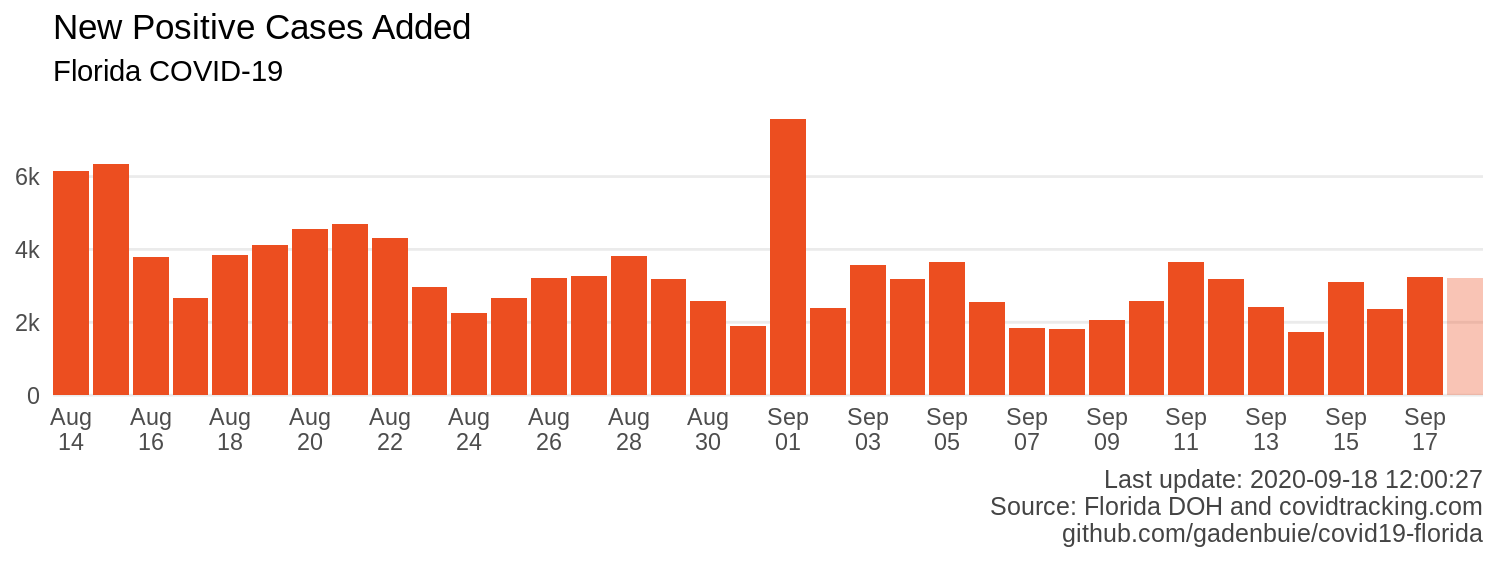 New Positive Cases Added
Florida COVID-19
6k
4k
2k
0
Aug Aug Aug Aug Aug Aug Aug Aug Aug Sep Sep Sep Sep Sep Sep Sep Sep Sep
14 16 18 20 22 24 26 28 30 01 03 05 07 09 11 13 15 17
Last update: 2020-09-18 12:00:27
Source: Florida DOH and covidtracking.com
github.com/gadenbuie/covid19-florida